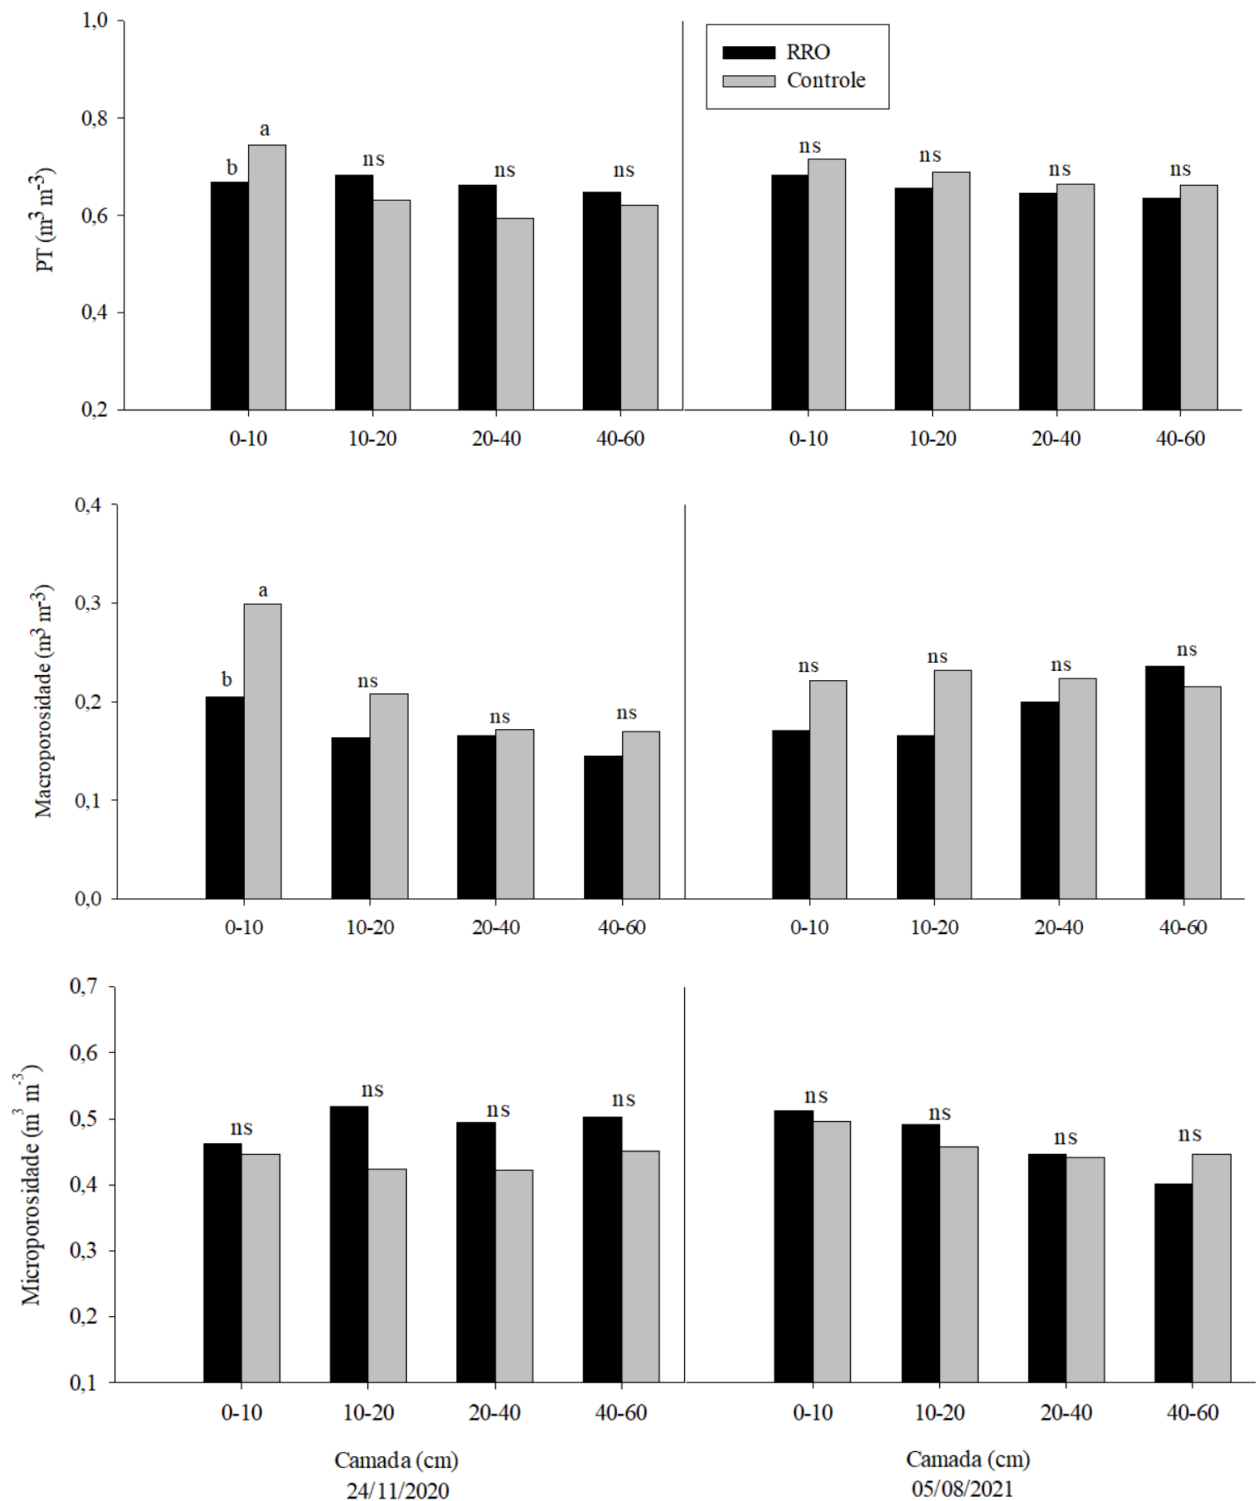 1,0
0,8
0,6
0,4
0,2
PT (m³ m⁻³)
RRO
Controle
b
a
ns
ns
ns
ns
ns
ns
ns
0-10
10-20
20-40
40-60
0-10
10-20
20-40
40-60
0,4
0,3
0,2
0,1
0,0
Macroporosidade (m³ m⁻³)
b
a
ns
ns
ns
ns
ns
ns
ns
0-10
10-20
20-40
40-60
0-10
10-20
20-40
40-60
0,7
0,6
0,5
0,4
0,3
0,2
0,1
Microporosidade (m³ m⁻³)
ns
ns
ns
ns
ns
ns
ns
ns
0-10
10-20
20-40
40-60
0-10
10-20
20-40
40-60
Camada (cm)
24/11/2020
Camada (cm)
05/08/2021